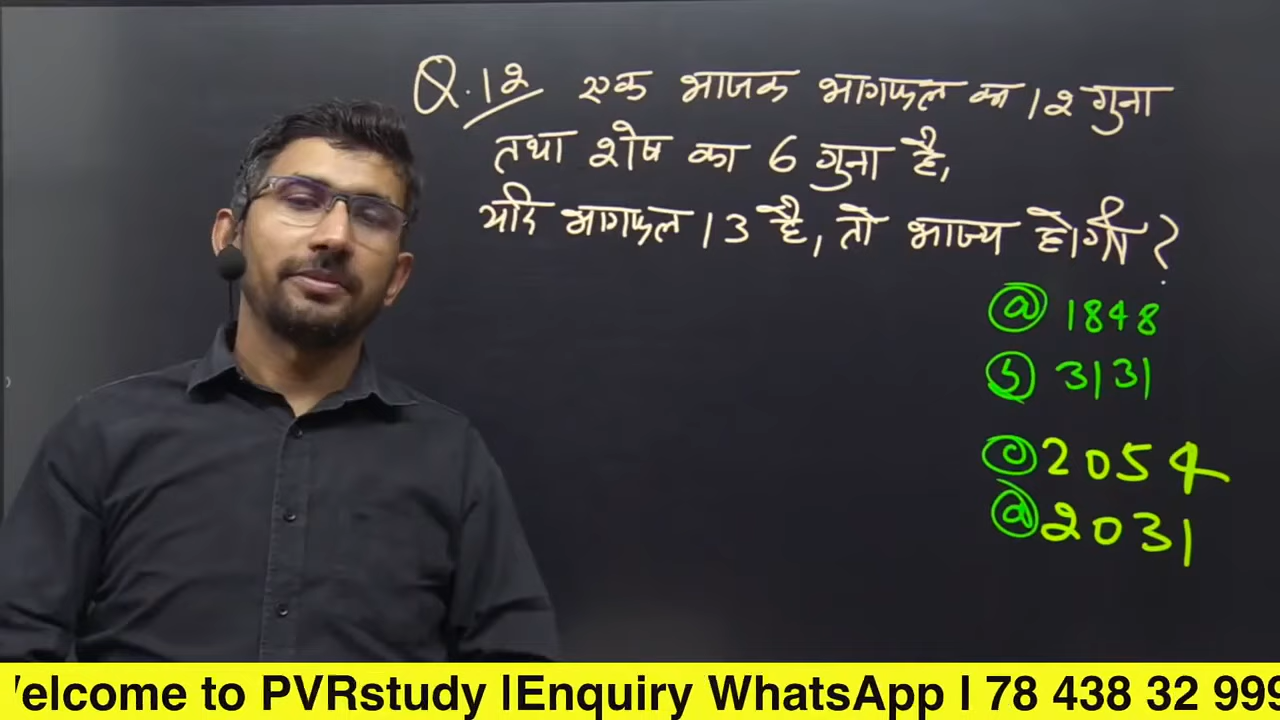 Q.12 एक भाजक भागफल का 12 गुना
तथा शेष का 6 गुना है,
यदि भागफल 13 है, तो भाज्य होगा ?
a 1848
b 3131
c 2054
d 2031
elcome to PVRstudy |Enquiry WhatsApp | 78 438 32 999